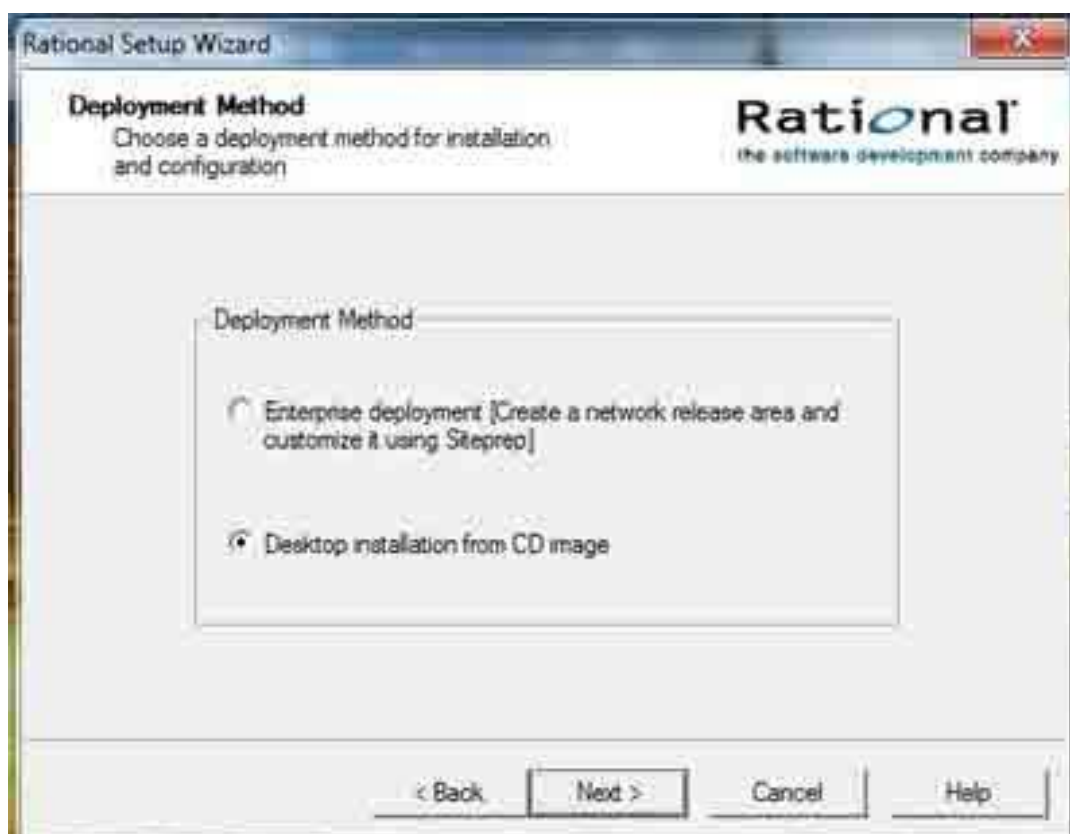 Rational Setup Wizard
Deployment Method
Choose a deployment method for installation
and configuration
Rational
the software development company
Deployment Method
Enterprise deployment [Create a network release area and
customize it using Siteprep]
Desktop installation from CD image
< Back
Next >
Cancel
Help